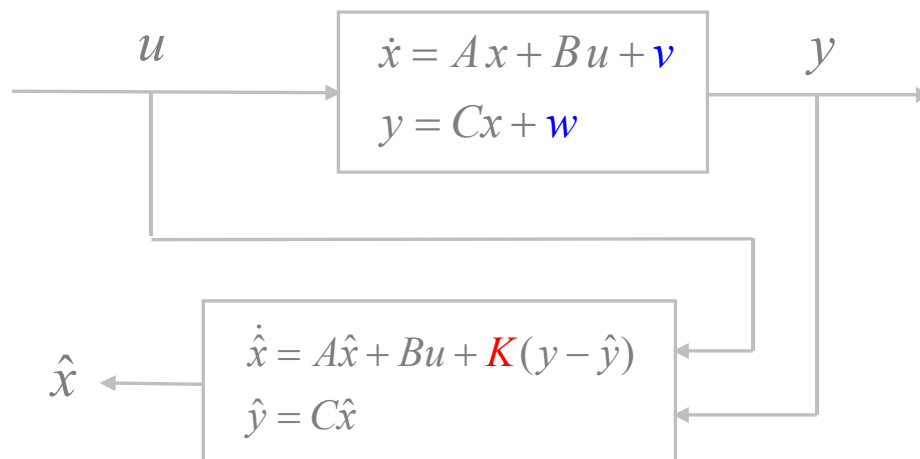 u
ẋ = Ax + Bu + v
y = Cx + w
y
x̂̇ = Ax̂ + Bu + K(y − ŷ)
ŷ = Cx̂
x̂